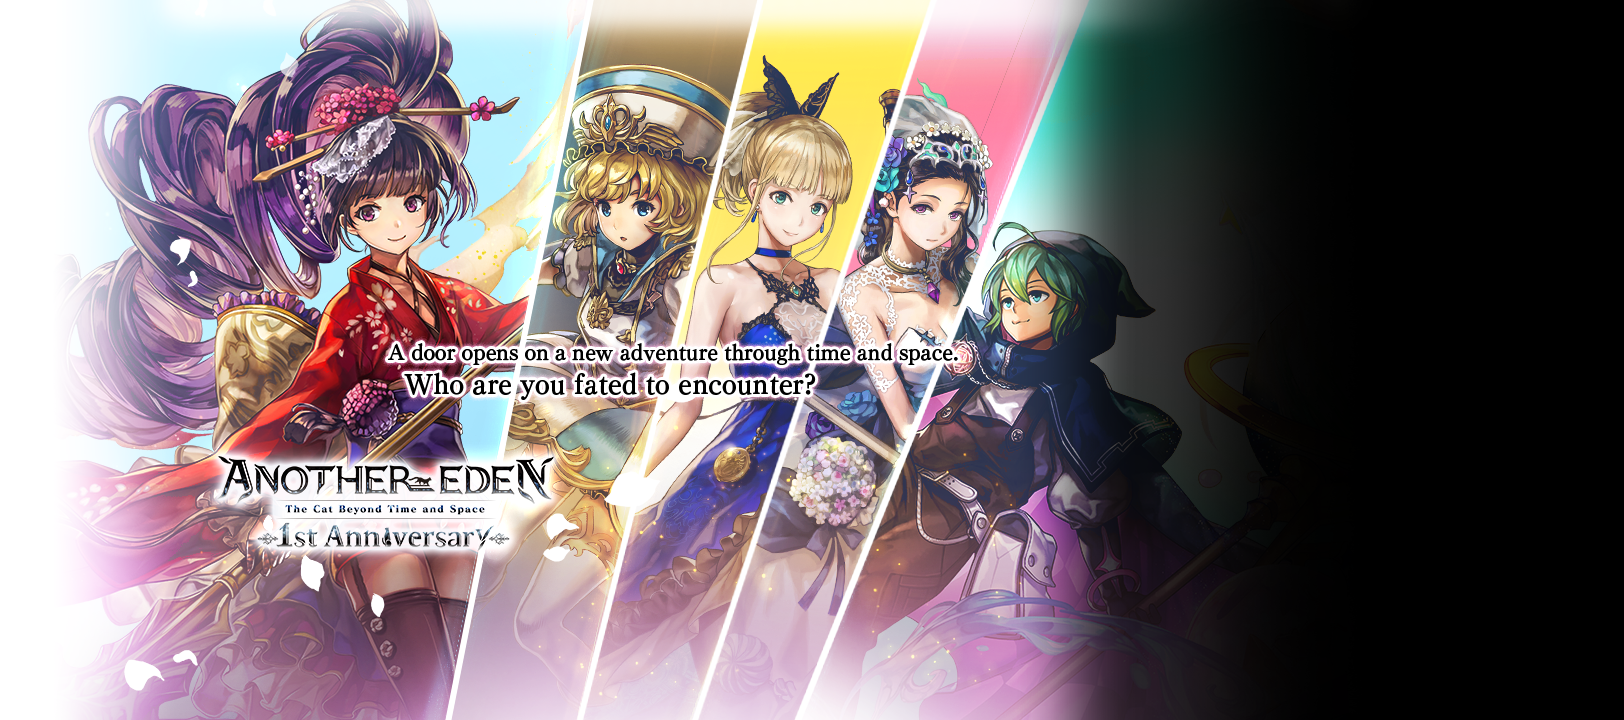 A door opens on a new adventure through time and space.
Who are you fated to encounter?
ANOTHER EDEN
The Cat Beyond Time and Space
1st Anniversary